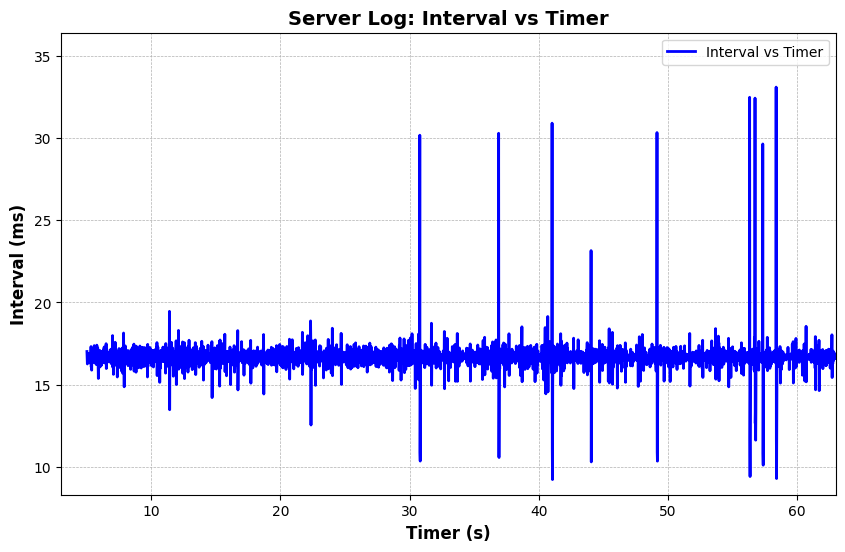 Server Log: Interval vs Timer
Interval vs Timer
35
30
25
20
15
10
Interval (ms)
10 20 30 40 50 60
Timer (s)